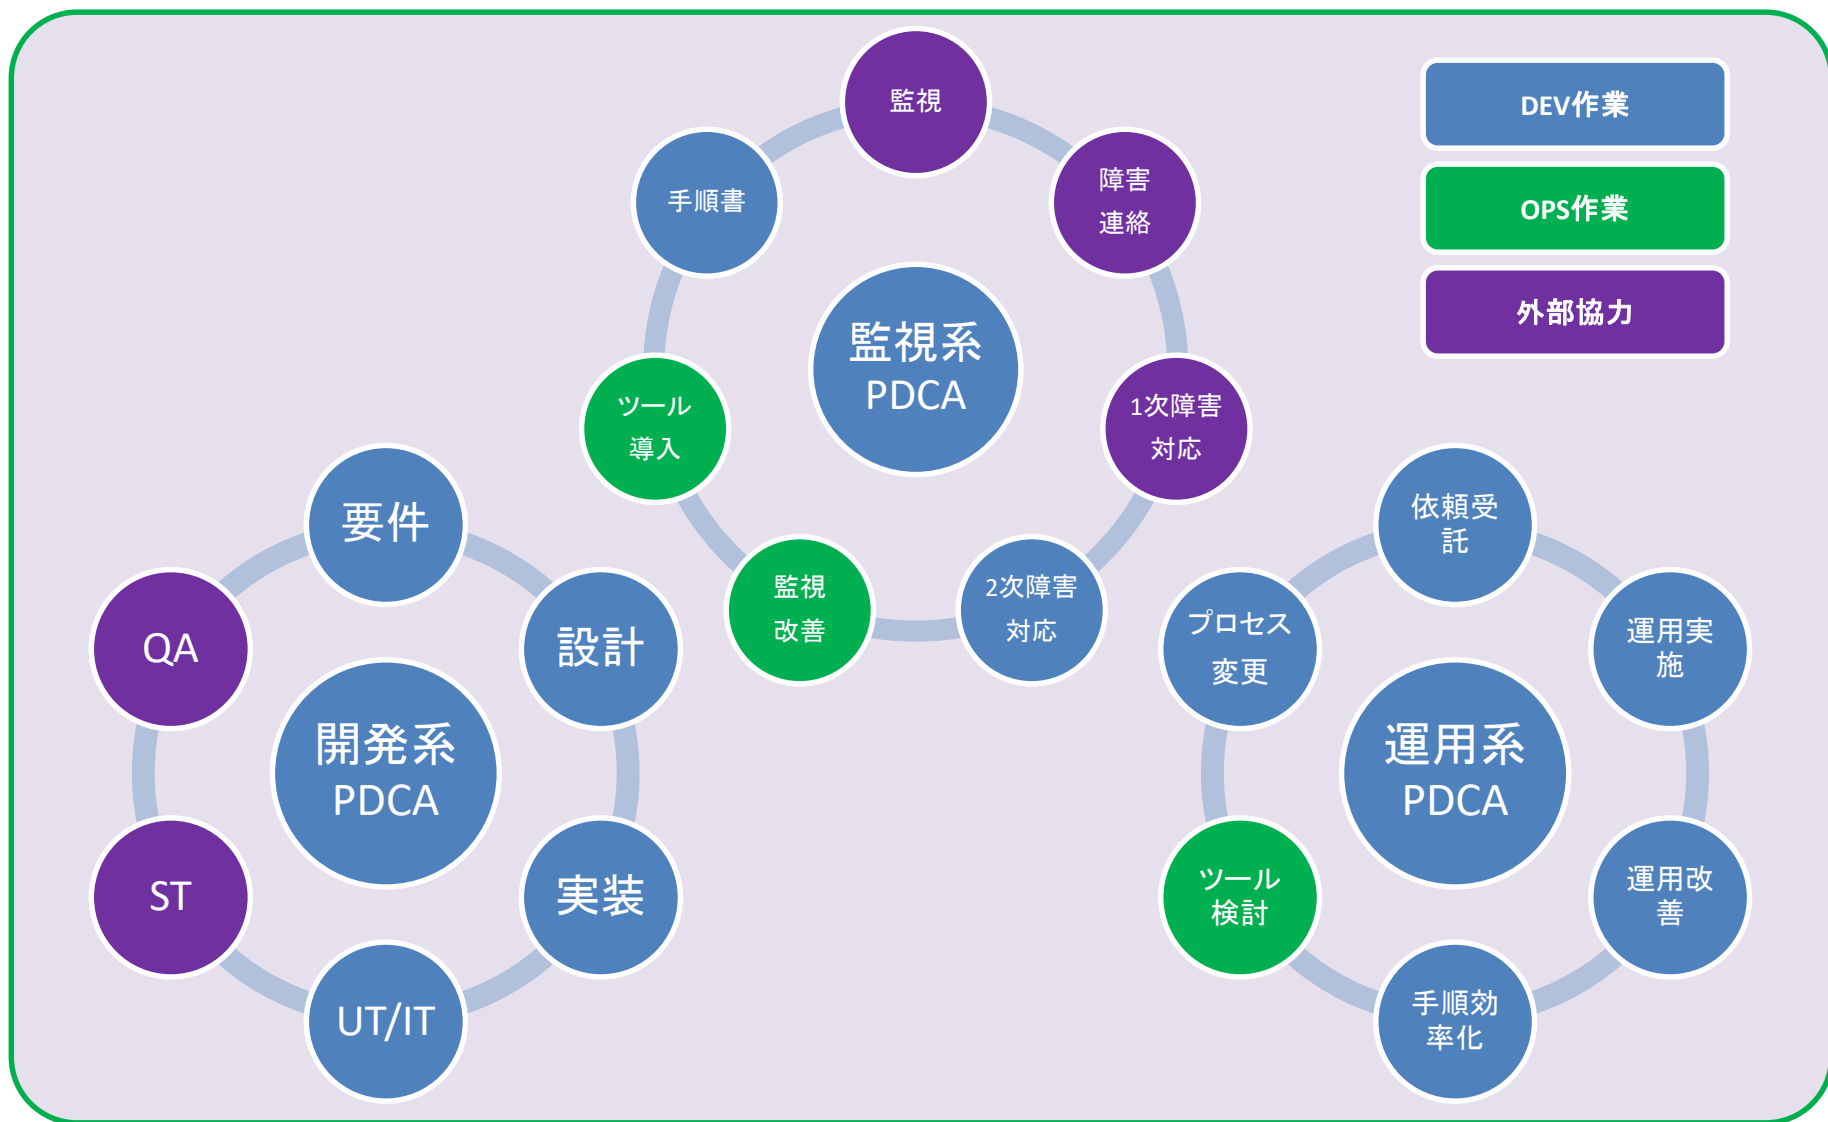 監視
手順書
障害
連絡
監視系
PDCA
ツール
導入
1次障害
対応
監視
改善
2次障害
対応
DEV作業
OPS作業
外部協力
要件
設計
QA
開発系
PDCA
ST
実装
UT/IT
依頼受
託
プロセス
変更
運用実
施
運用系
PDCA
ツール
検討
運用改
善
手順効
率化